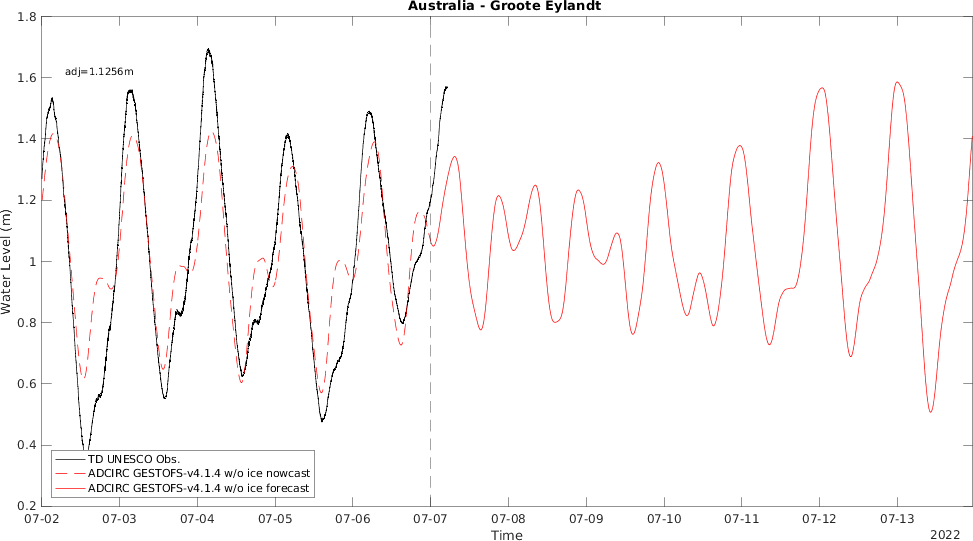 Australia - Groote Eylandt
1.8
1.6
1.4
1.2
1
0.8
0.6
0.4
0.2
Water Level (m)
adj=1.1256m
TD UNESCO Obs.
ADCIRC GESTOFS-v4.1.4 w/o ice nowcast
ADCIRC GESTOFS-v4.1.4 w/o ice forecast
07-02 07-03 07-04 07-05 07-06 07-07 07-08 07-09 07-10 07-11 07-12 07-13
Time
2022